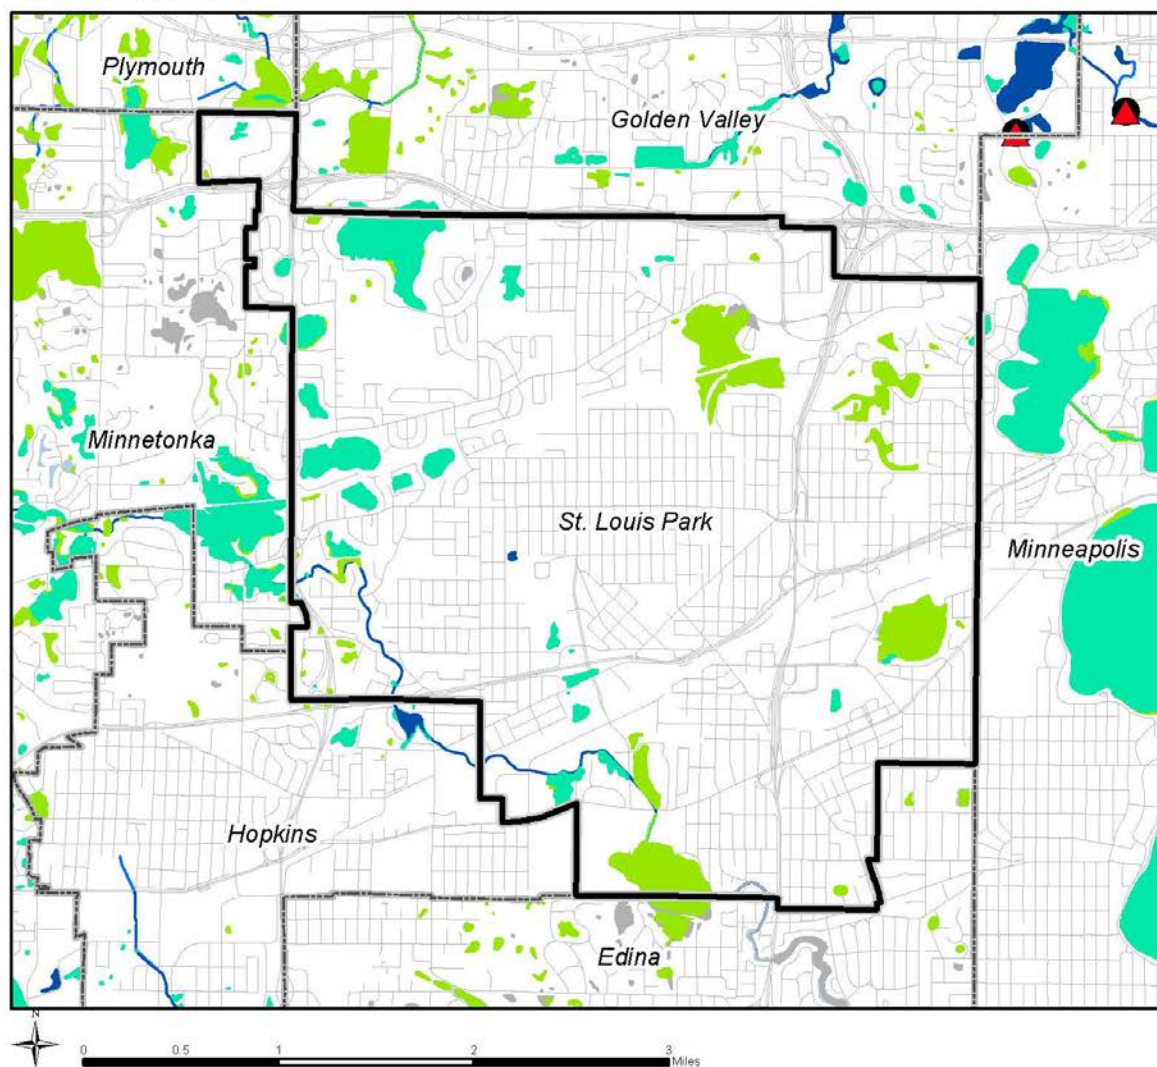 Plymouth
Golden Valley
Minnetonka
St. Louis Park
Minneapolis
Hopkins
Edina
N
0 0.5 1 2 3
Miles